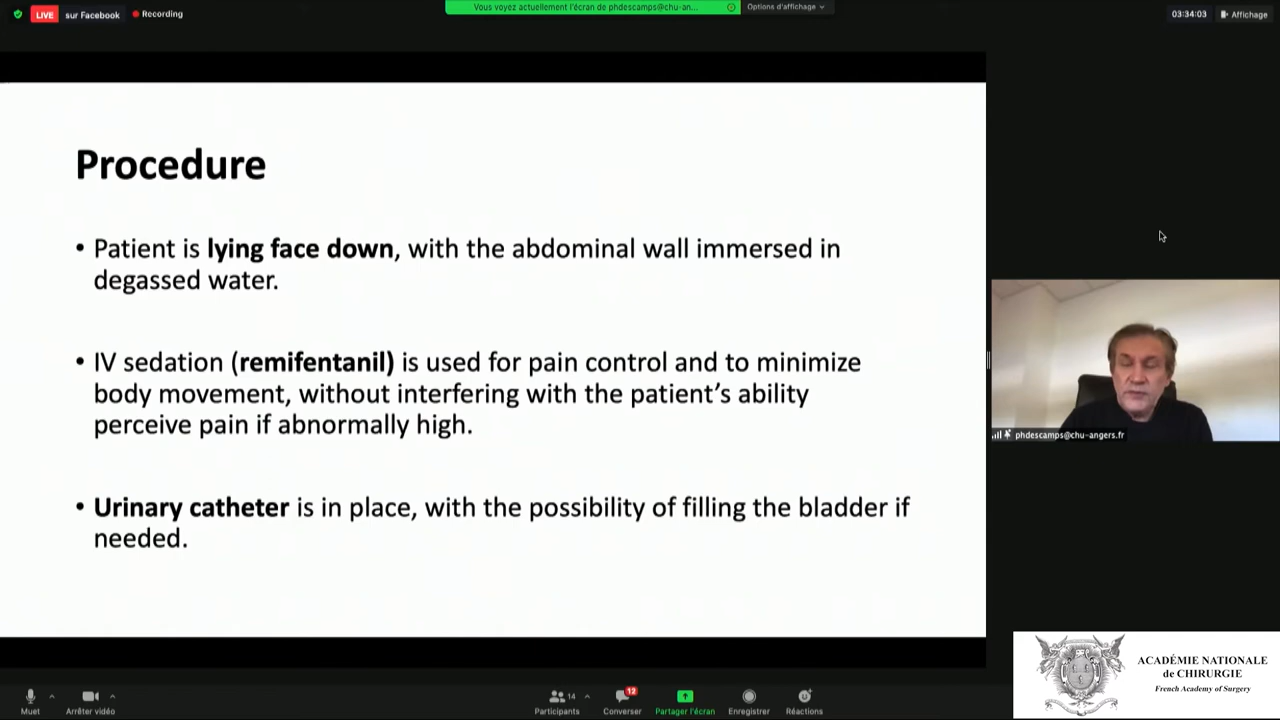 LIVE
sur Facebook
Recording
Vous voyez actuellement l'écran de phdescamps@chu-an...
Options d'affichage
03:34:03
Affichage
Procedure
• Patient is lying face down, with the abdominal wall immersed in
degassed water.
• IV sedation (remifentanil) is used for pain control and to minimize
body movement, without interfering with the patient's ability
perceive pain if abnormally high.
• Urinary catheter is in place, with the possibility of filling the bladder if
needed.
phdescamps@chu-angers.fr
ACADÉMIE NATIONALE
de CHIRURGIE
French Academy of Surgery
Muet
Arrêter vidéo
14
Participants
12
Converser
Partager l'écran
Enregistrer
Réactions